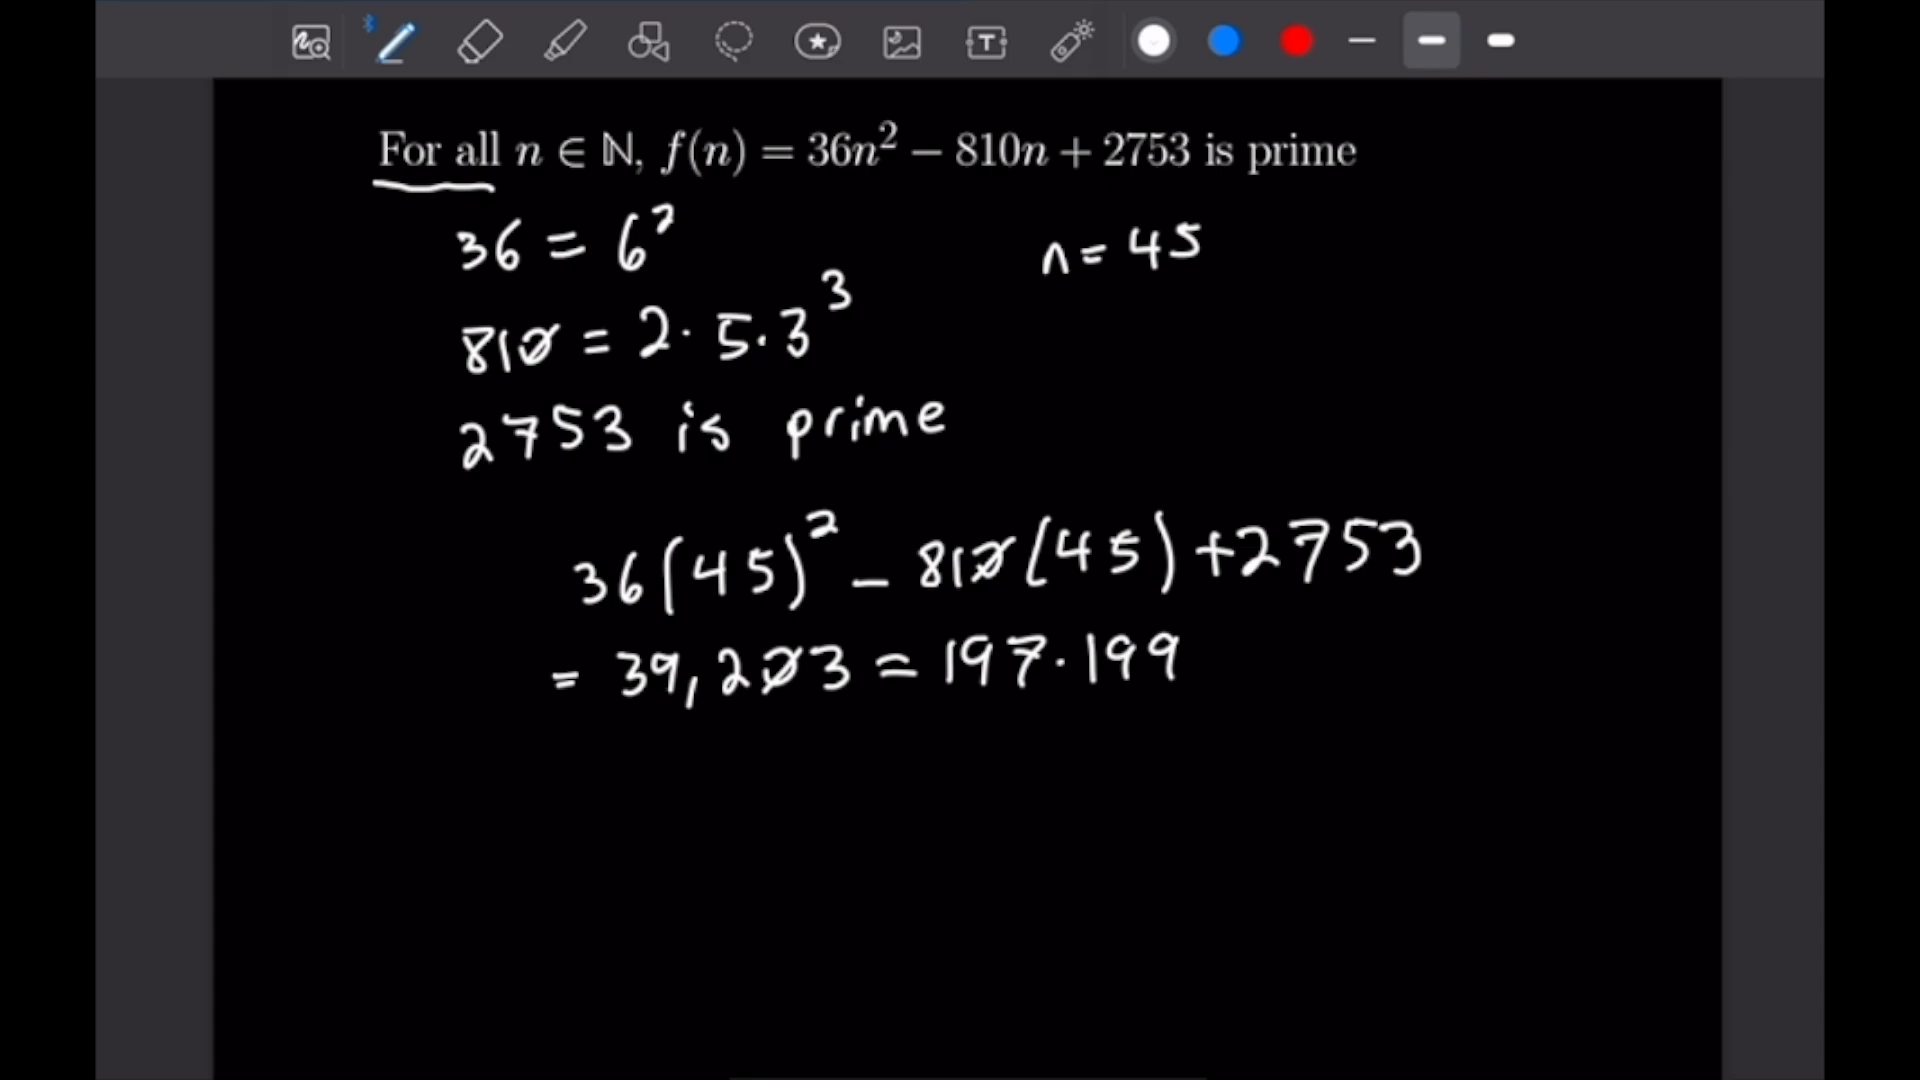 For all n ∈ ℕ, f(n) = 36n² − 810n + 2753 is prime
36 = 6²
n = 45
810 = 2 · 5 · 3³
2753 is prime
36(45)² − 810(45) + 2753
= 39,203 = 197 · 199